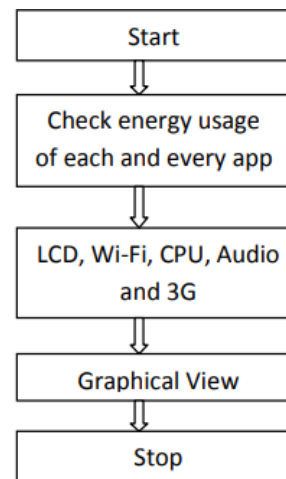 Start
Check energy usage
of each and every app
LCD, Wi-Fi, CPU, Audio
and 3G
Graphical View
Stop